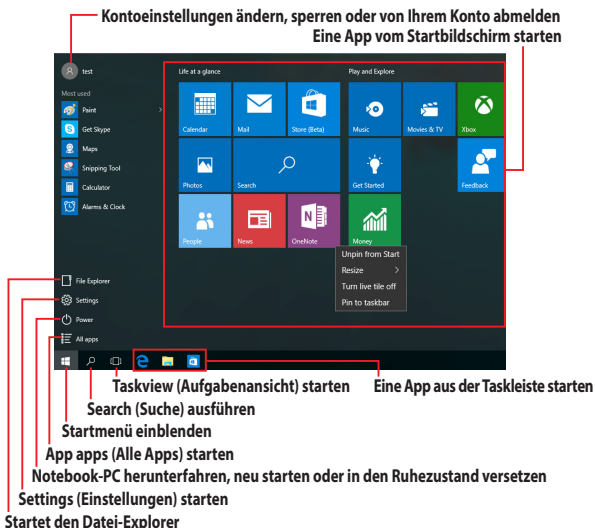 Kontoeinstellungen ändern, sperren oder von Ihrem Konto abmelden
Eine App vom Startbildschirm starten
test
Life at a glance
Play and Explore
Most used
Paint
Get Skype
Maps
Snipping Tool
Calculator
Alarms & Clock
Calendar
Mail
Store (Beta)
Music
Movies & TV
Xbox
Photos
Search
Get Started
Feedback
People
News
OneNote
Money
Unpin from Start
Resize
Turn live tile off
Pin to taskbar
File Explorer
Settings
Power
All apps
Taskview (Aufgabenansicht) starten
Eine App aus der Taskleiste starten
Search (Suche) ausführen
Startmenü einblenden
App apps (Alle Apps) starten
Notebook-PC herunterfahren, neu starten oder in den Ruhezustand versetzen
Settings (Einstellungen) starten
Startet den Datei-Explorer